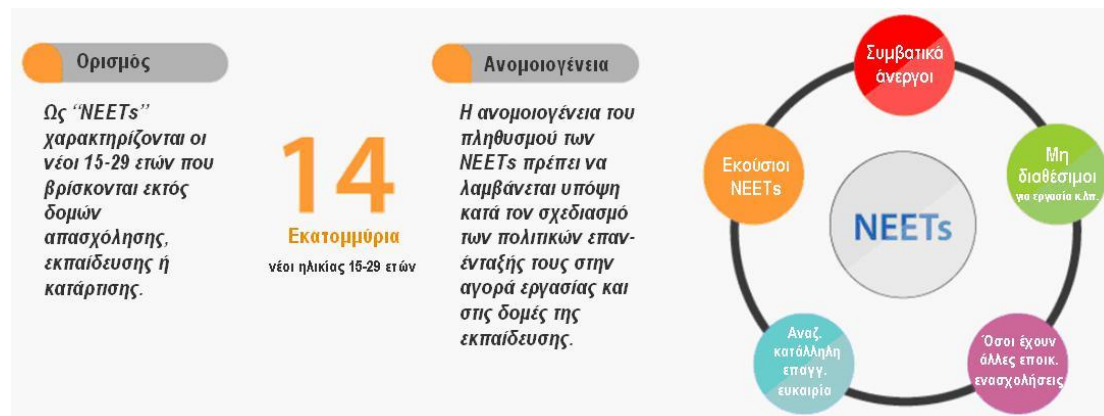 Ορισμός
Ως “NEETs”
χαρακτηρίζονται οι
νέοι 15-29 ετών που
βρίσκονται εκτός
δομών
απασχόλησης,
εκπαίδευσης ή
κατάρτισης.
14
Εκατομμύρια
νέοι ηλικίας 15-29 ετών
Ανομοιογένεια
Η ανομοιογένεια του
πληθυσμού των
NEETs πρέπει να
λαμβάνεται υπόψη
κατά τον σχεδιασμό
των πολιτικών επαν-
ένταξής τους στην
αγορά εργασίας και
στις δομές της
εκπαίδευσης.
Συμβατικά
άνεργοι
Μη
διαθέσιμοι
για εργασία κ.λπ.
Όσοι έχουν
άλλες εποικ.
ενασχολήσεις
Αναζ.
κατάλληλη
επαγγ.
ευκαιρία
Εκούσιοι
NEETs
NEETs